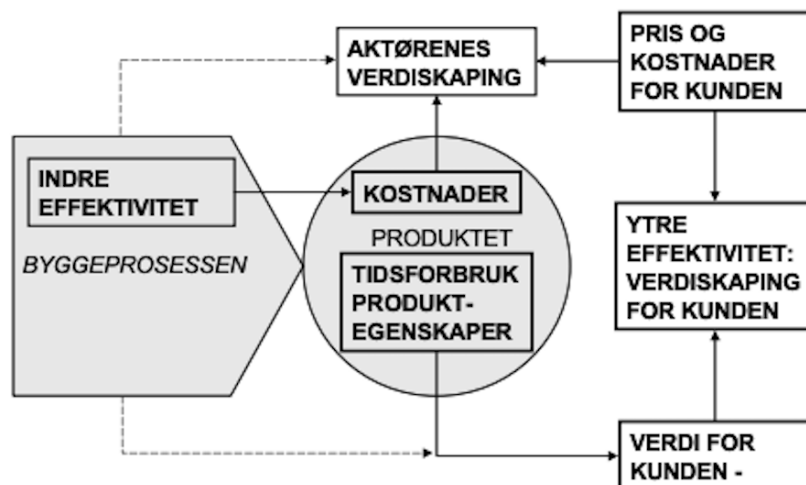 AKTØRENES
VERDISKAPING
PRIS OG
KOSTNADER
FOR KUNDEN
INDRE
EFFEKTIVITET
BYGGEPROSESSEN
KOSTNADER
PRODUKTET
TIDSFORBRUK
PRODUKT-
EGENSKAPER
YTRE
EFFEKTIVITET:
VERDISKAPING
FOR KUNDEN
VERDI FOR
KUNDEN -